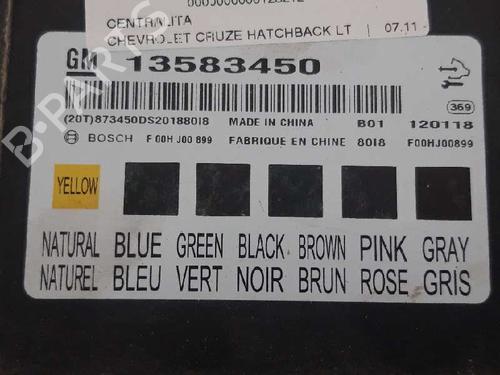 CENTRALITA
CHEVROLET CRUZE HATCHBACK LT | 07.11 -
GM 13583450
369
(20T)873450DS20188018 MADE IN CHINA B01 120118
BOSCH F 00H J00 899 FABRIQUE EN CHINE 8018 F00HJ00899
YELLOW
NATURAL BLUE GREEN BLACK BROWN PINK GRAY
NATUREL BLEU VERT NOIR BRUN ROSE GRIS
B-PARTS